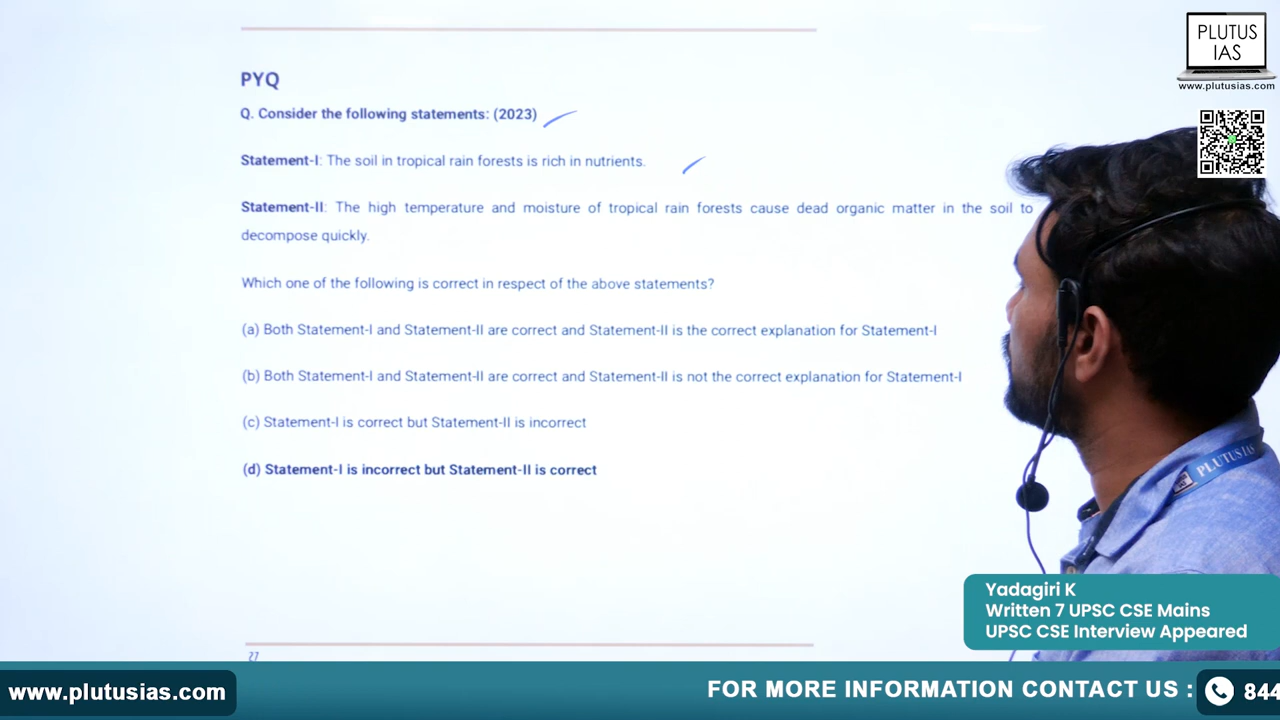 PLUTUS
IAS
www.plutusias.com
PYQ
Q. Consider the following statements: (2023)
Statement-I: The soil in tropical rain forests is rich in nutrients.
Statement-II: The high temperature and moisture of tropical rain forests cause dead organic matter in the soil to
decompose quickly.
Which one of the following is correct in respect of the above statements?
(a) Both Statement-I and Statement-II are correct and Statement-II is the correct explanation for Statement-I
(b) Both Statement-I and Statement-II are correct and Statement-II is not the correct explanation for Statement-I
(c) Statement-I is correct but Statement-II is incorrect
(d) Statement-I is incorrect but Statement-II is correct
PLUTUS IAS
Yadagiri K
Written 7 UPSC CSE Mains
UPSC CSE Interview Appeared
27
www.plutusias.com
FOR MORE INFORMATION CONTACT US :
844